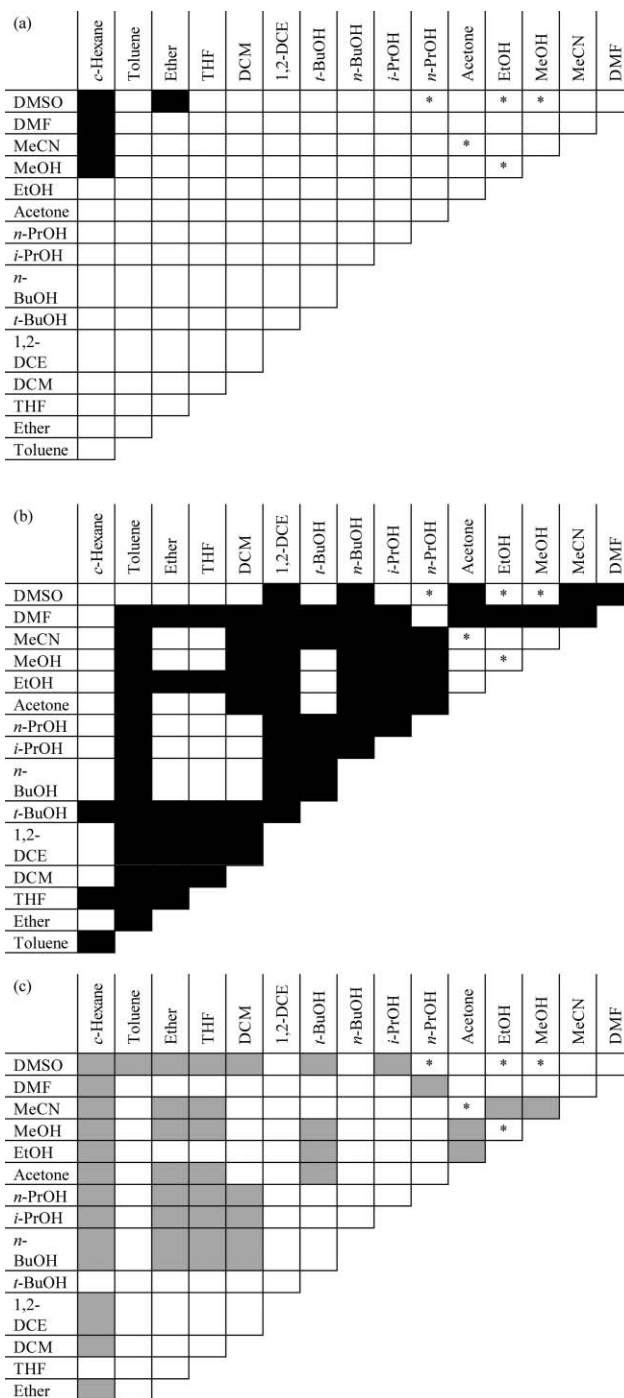 (a)
c-Hexane Toluene Ether THF DCM 1,2-DCE t-BuOH n-BuOH i-PrOH n-PrOH Acetone EtOH MeOH MeCN DMF
DMSO * * *
DMF
MeCN *
MeOH *
EtOH
Acetone
n-PrOH
i-PrOH
n-
BuOH
t-BuOH
1,2-
DCE
DCM
THF
Ether
Toluene
(b)
c-Hexane Toluene Ether THF DCM 1,2-DCE t-BuOH n-BuOH i-PrOH n-PrOH Acetone EtOH MeOH MeCN DMF
DMSO * * *
DMF
MeCN *
MeOH *
EtOH
Acetone
n-PrOH
i-PrOH
n-
BuOH
t-BuOH
1,2-
DCE
DCM
THF
Ether
Toluene
(c)
c-Hexane Toluene Ether THF DCM 1,2-DCE t-BuOH n-BuOH i-PrOH n-PrOH Acetone EtOH MeOH MeCN DMF
DMSO * * *
DMF
MeCN *
MeOH *
EtOH
Acetone
n-PrOH
i-PrOH
n-
BuOH
t-BuOH
1,2-
DCE
DCM
THF
Ether